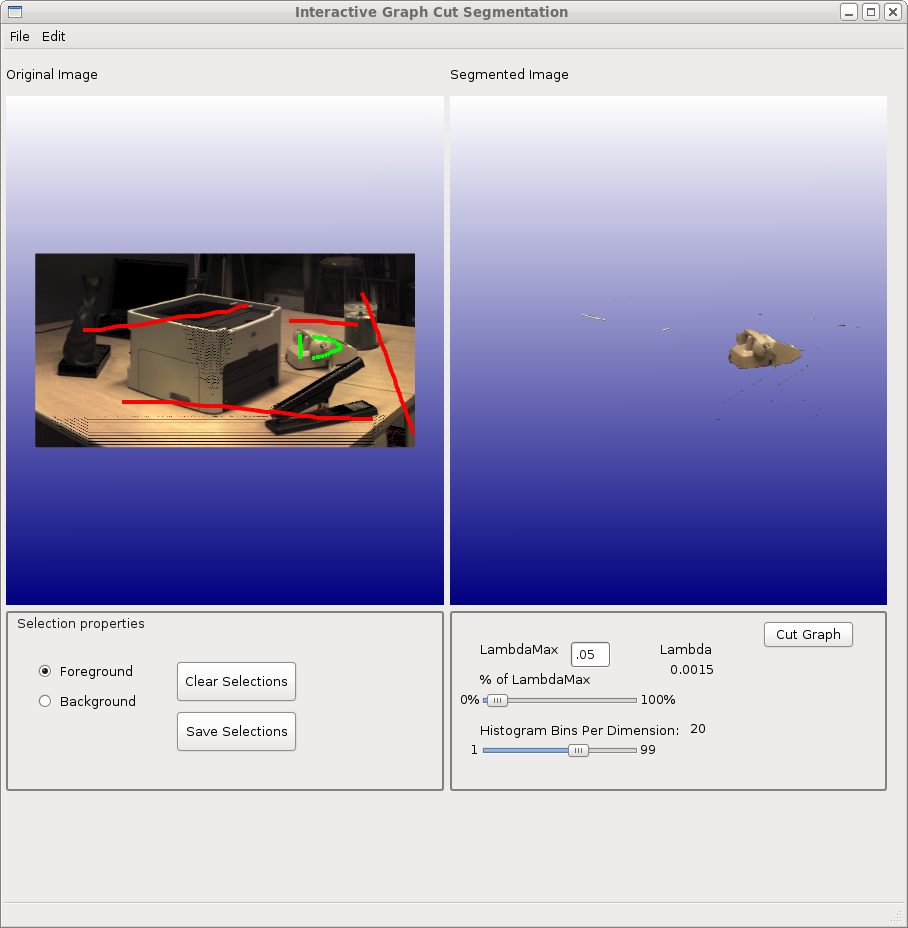 Interactive Graph Cut Segmentation
File Edit
Original Image
Segmented Image
Selection properties
Foreground
Background
Clear Selections
Save Selections
Cut Graph
LambdaMax .05
Lambda
0.0015
% of LambdaMax
0% 100%
Histogram Bins Per Dimension: 20
1 99